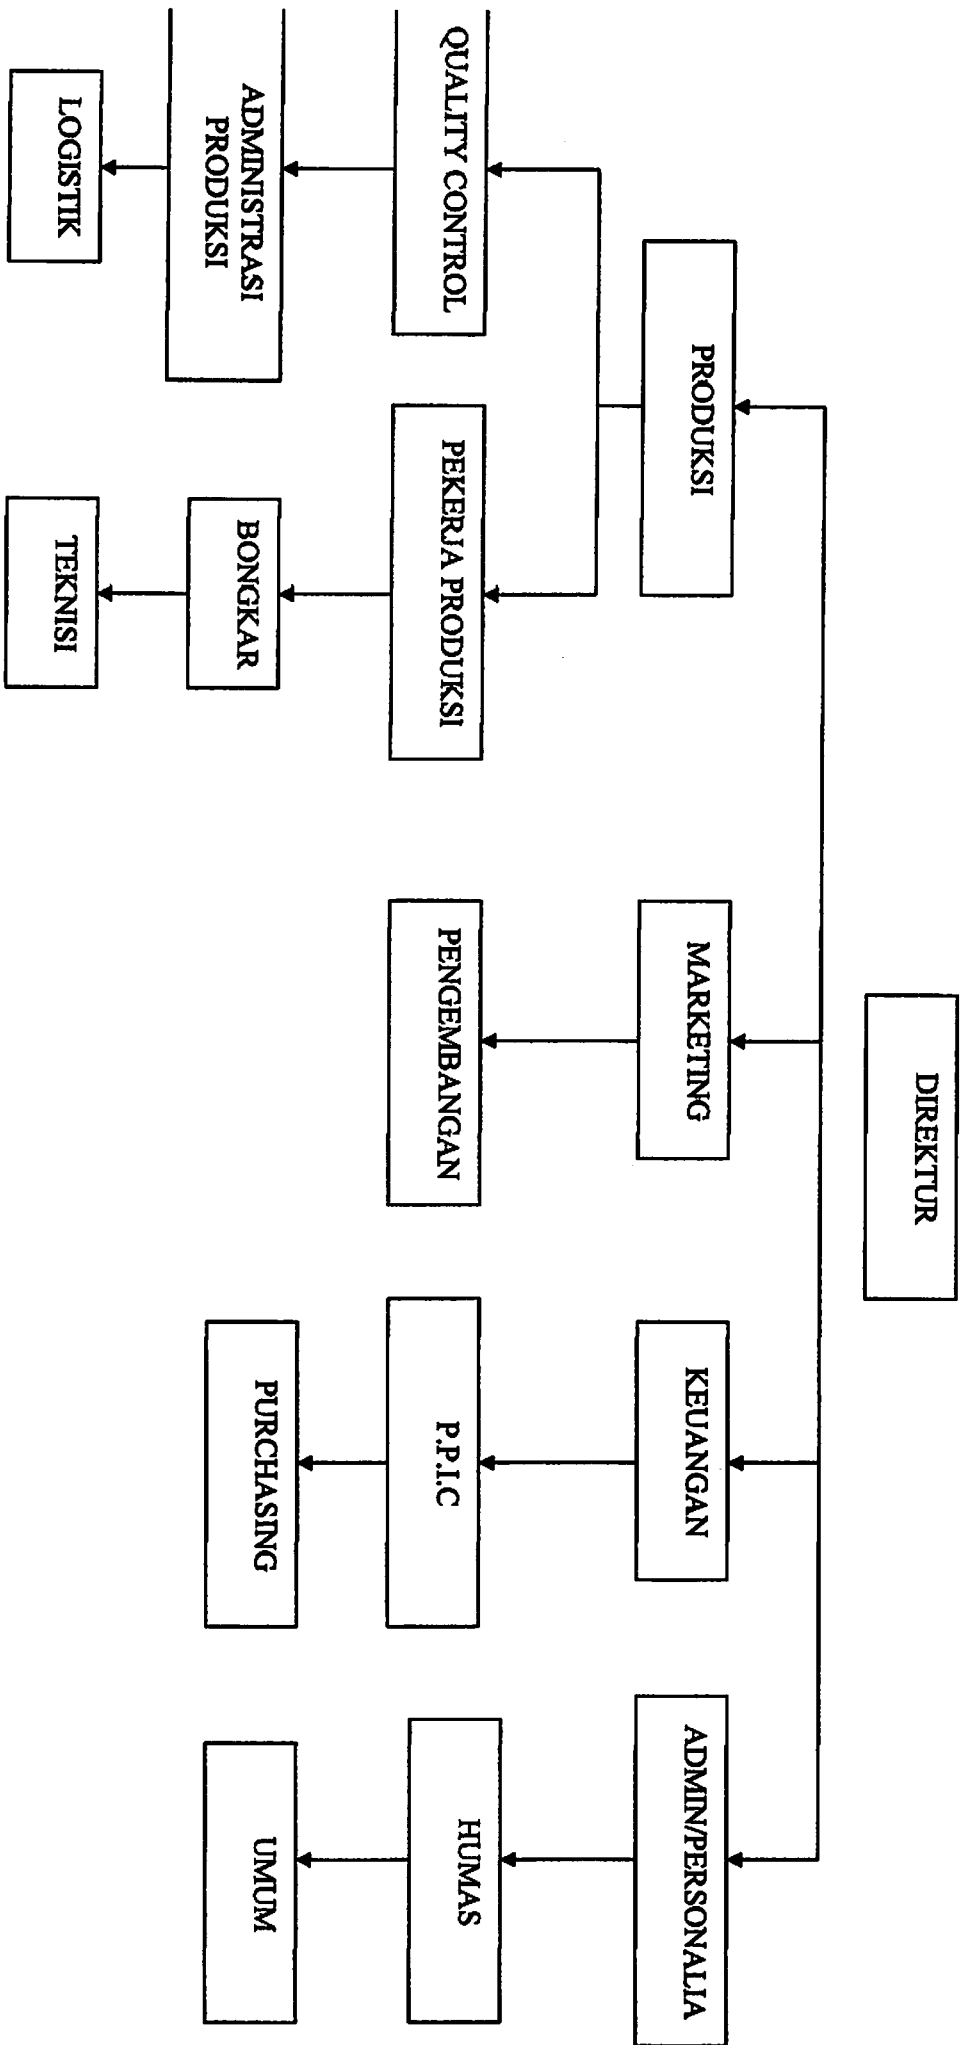 DIREKTUR
PRODUKSI
MARKETING
KEUANGAN
ADMIN/PERSONALIA
QUALITY CONTROL
PEKERJA PRODUKSI
PENGEMBANGAN
P.P.I.C
HUMAS
ADMINISTRASI
PRODUKSI
BONGKAR
PURCHASING
UMUM
LOGISTIK
TEKNISI